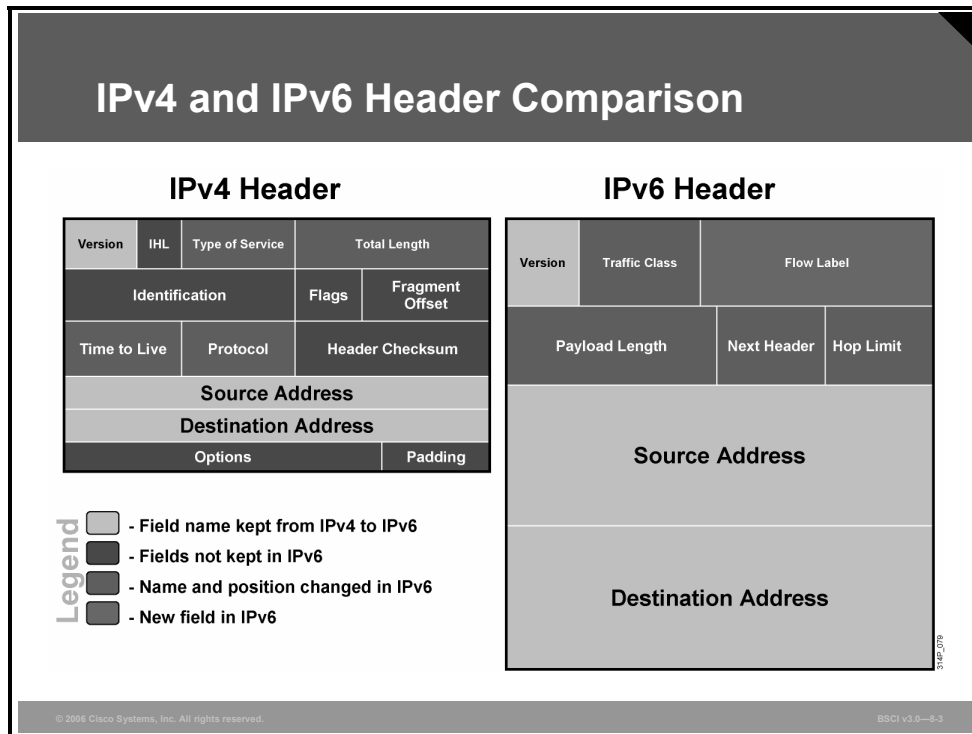 IPv4 and IPv6 Header Comparison
IPv4 Header
Version IHL Type of Service Total Length
Identification Flags Fragment
Offset
Time to Live Protocol Header Checksum
Source Address
Destination Address
Options Padding
IPv6 Header
Version Traffic Class Flow Label
Payload Length Next Header Hop Limit
Source Address
Destination Address
Legend
- Field name kept from IPv4 to IPv6
- Fields not kept in IPv6
- Name and position changed in IPv6
- New field in IPv6
314P_079
© 2006 Cisco Systems, Inc. All rights reserved.
BSCI v3.0—8-3